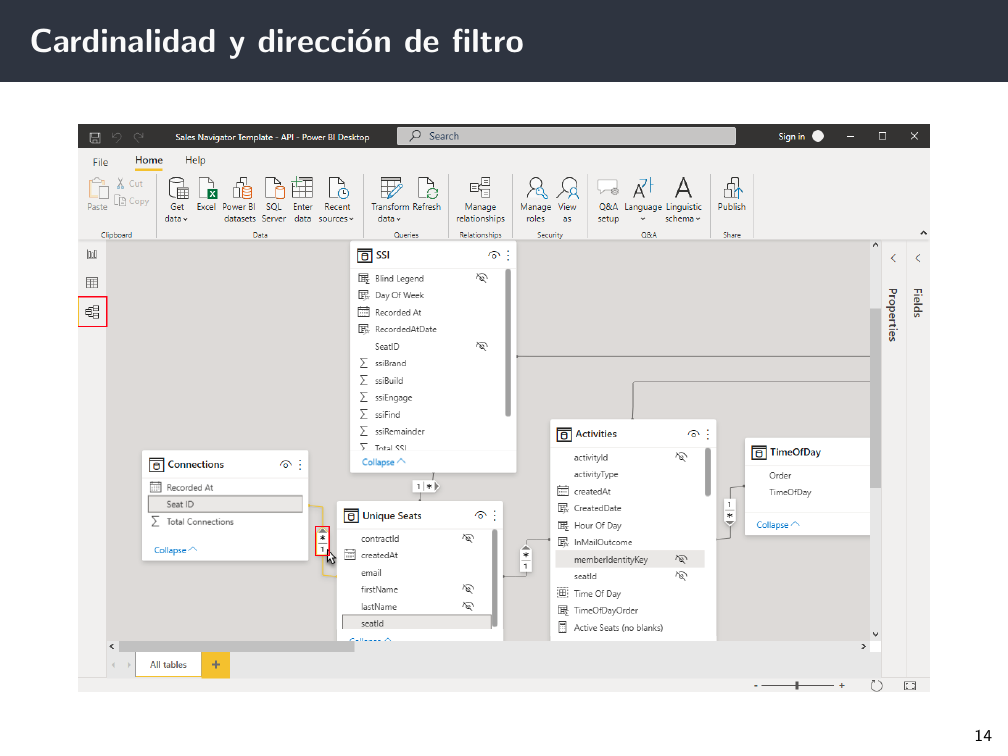 Cardinalidad y dirección de filtro
Sales Navigator Template - API - Power BI Desktop
Search
Sign in
File
Home
Help
Paste
Cut
Copy
Get data
Excel
Power BI datasets
SQL Server
Enter data
Recent sources
Transform data
Refresh
Manage relationships
Manage roles
View as
Q&A setup
Language
Linguistic schema
Publish
Clipboard
Data
Queries
Relationships
Security
Q&A
Share
SSI
Blind Legend
Day Of Week
Recorded At
RecordedAtDate
SeatID
ssiBrand
ssiBuild
ssiEngage
ssiFind
ssiRemainder
Total SSI
Collapse
1 *
Connections
Recorded At
Seat ID
Total Connections
Collapse
*
1
Unique Seats
contractId
createdAt
email
firstName
lastName
seatId
Collapse
*
1
Activities
activityId
activityType
createdAt
CreatedDate
Hour Of Day
InMailOutcome
memberIdentityKey
seatId
Time Of Day
TimeOfDayOrder
Active Seats (no blanks)
1
*
TimeOfDay
Order
TimeOfDay
Collapse
Properties
Fields
All tables
+
- +
14